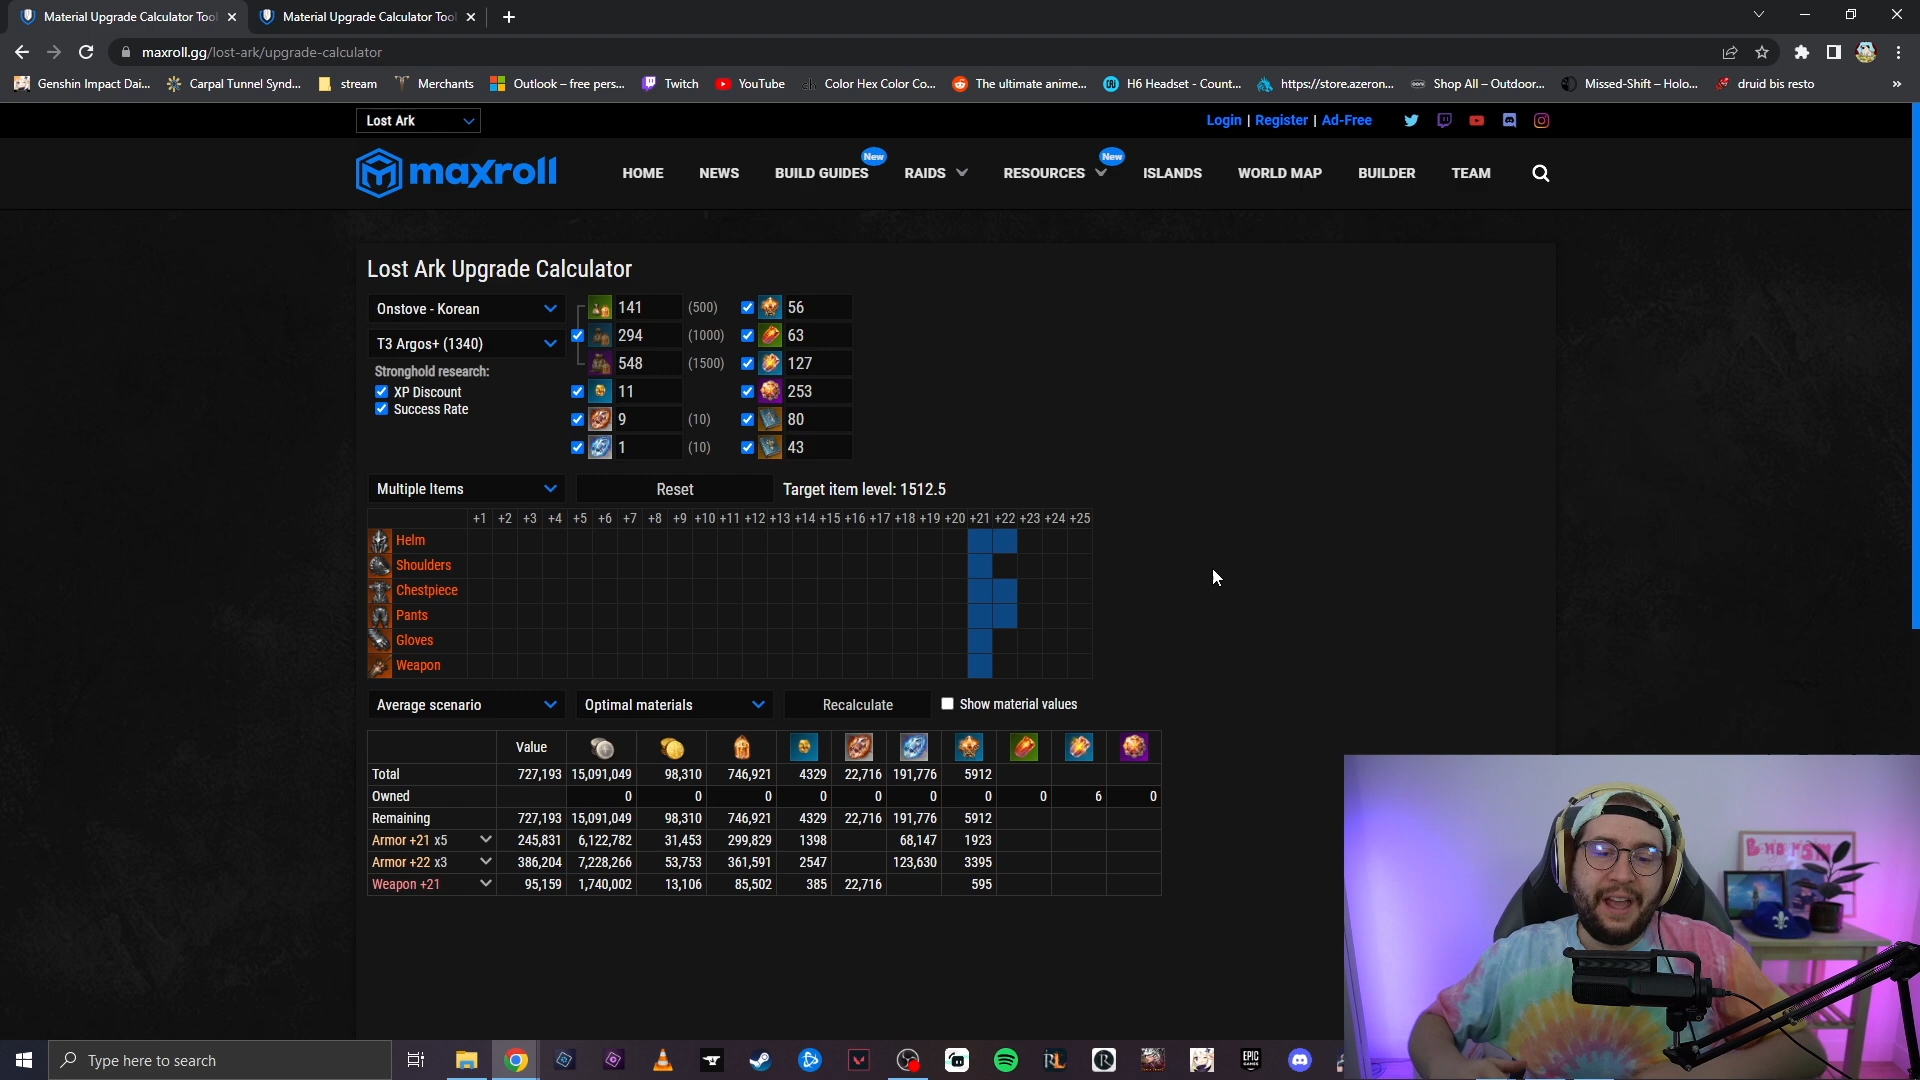 Material Upgrade Calculator Tool
Material Upgrade Calculator Tool
maxroll.gg/lost-ark/upgrade-calculator
Genshin Impact Dai... Carpal Tunnel Synd... stream Merchants Outlook – free pers... Twitch YouTube Color Hex Color Co... The ultimate anime... H6 Headset - Count... https://store.azeron... Shop All – Outdoor... Missed-Shift – Holo... druid bis resto »
Lost Ark
Login | Register | Ad-Free
maxroll
HOME NEWS BUILD GUIDES New RAIDS RESOURCES New ISLANDS WORLD MAP BUILDER TEAM
Lost Ark Upgrade Calculator
Onstove - Korean 141 (500) 56
294 (1000) 63
T3 Argos+ (1340) 548 (1500) 127
Stronghold research:
XP Discount 11 253
Success Rate 9 (10) 80
1 (10) 43
Multiple Items Reset Target item level: 1512.5
+1 +2 +3 +4 +5 +6 +7 +8 +9 +10 +11 +12 +13 +14 +15 +16 +17 +18 +19 +20 +21 +22 +23 +24 +25
Helm
Shoulders
Chestpiece
Pants
Gloves
Weapon
Average scenario Optimal materials Recalculate Show material values
Value
Total 727,193 15,091,049 98,310 746,921 4329 22,716 191,776 5912
Owned 0 0 0 0 0 0 0 0 6 0
Remaining 727,193 15,091,049 98,310 746,921 4329 22,716 191,776 5912
Armor +21 x5 245,831 6,122,782 31,453 299,829 1398 68,147 1923
Armor +22 x3 386,204 7,228,266 53,753 361,591 2547 123,630 3395
Weapon +21 95,159 1,740,002 13,106 85,502 385 22,716 595
Type here to search
RL
R
EPIC
GAMES